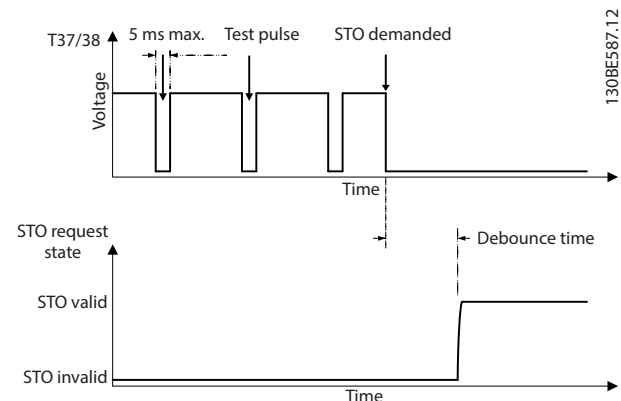 T37/38
5 ms max.
Test pulse
STO demanded
130BE587.12
Voltage
Time
STO request
state
Debounce time
STO valid
STO invalid
Time